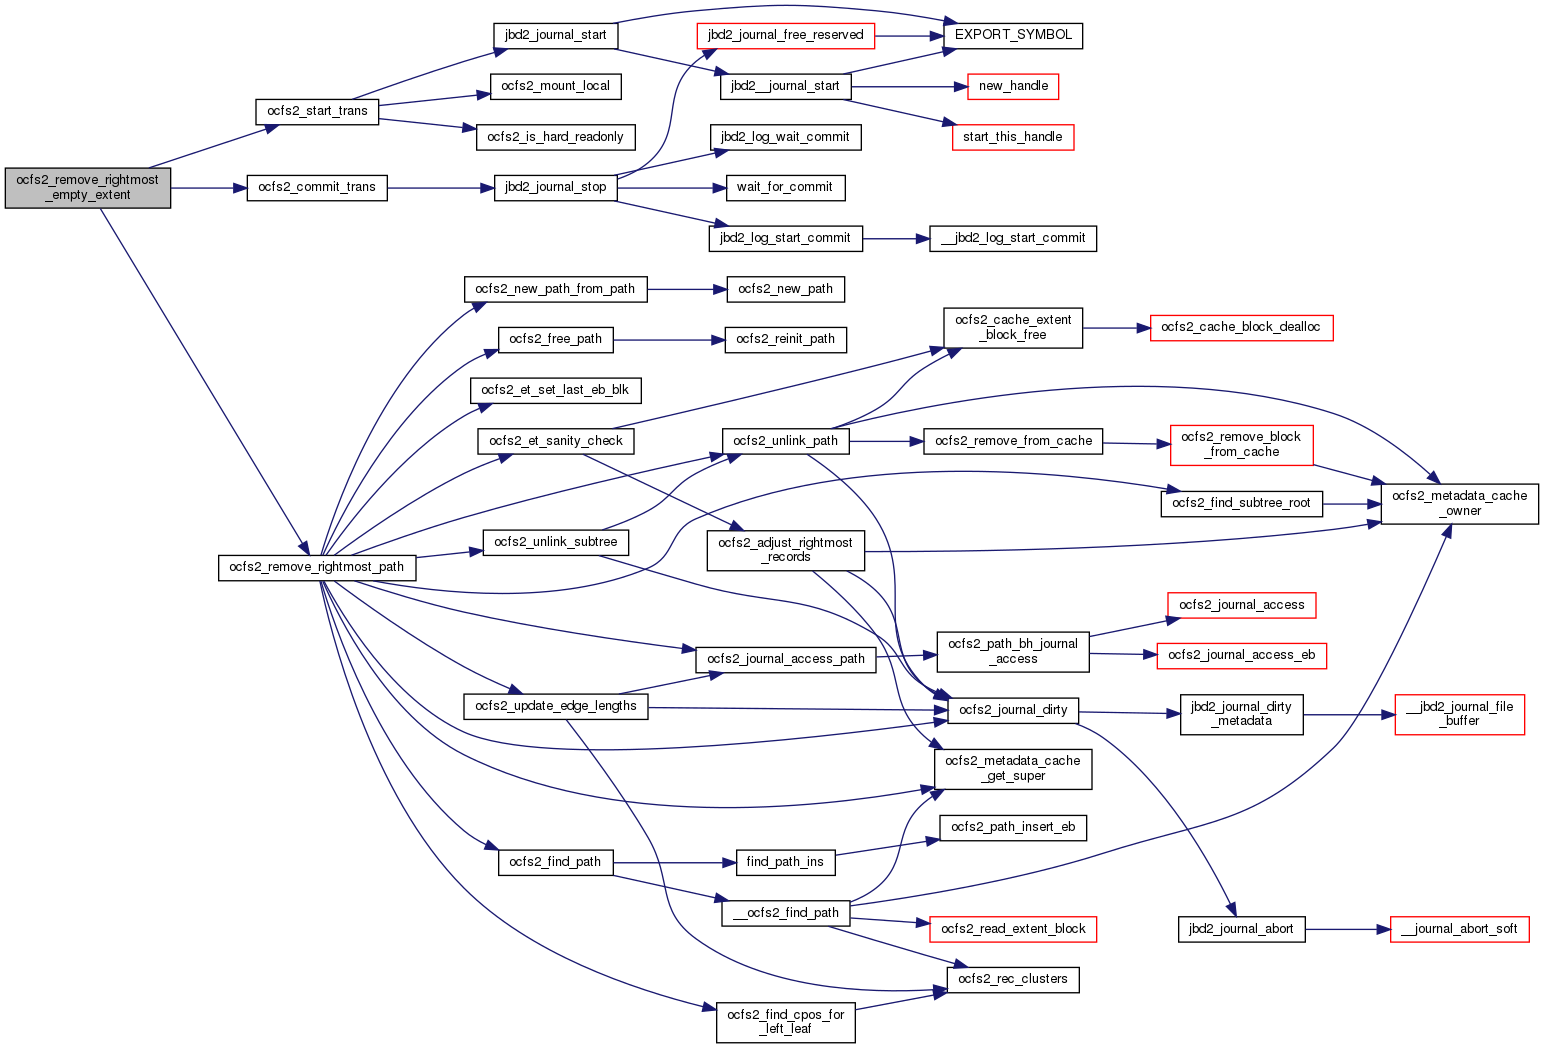 jbd2_journal_start
jbd2_journal_free_reserved
EXPORT_SYMBOL
ocfs2_mount_local
jbd2__journal_start
new_handle
ocfs2_start_trans
ocfs2_is_hard_readonly
jbd2_log_wait_commit
start_this_handle
ocfs2_remove_rightmost
_empty_extent
ocfs2_commit_trans
jbd2_journal_stop
wait_for_commit
jbd2_log_start_commit
__jbd2_log_start_commit
ocfs2_new_path_from_path
ocfs2_new_path
ocfs2_free_path
ocfs2_reinit_path
ocfs2_cache_extent
_block_free
ocfs2_cache_block_dealloc
ocfs2_et_set_last_eb_blk
ocfs2_et_sanity_check
ocfs2_unlink_path
ocfs2_remove_from_cache
ocfs2_remove_block
_from_cache
ocfs2_find_subtree_root
ocfs2_metadata_cache
_owner
ocfs2_unlink_subtree
ocfs2_adjust_rightmost
_records
ocfs2_remove_rightmost_path
ocfs2_journal_access
ocfs2_path_bh_journal
_access
ocfs2_journal_access_eb
ocfs2_journal_access_path
ocfs2_update_edge_lengths
ocfs2_journal_dirty
jbd2_journal_dirty
_metadata
__jbd2_journal_file
_buffer
ocfs2_metadata_cache
_get_super
ocfs2_path_insert_eb
ocfs2_find_path
find_path_ins
__ocfs2_find_path
ocfs2_read_extent_block
jbd2_journal_abort
__journal_abort_soft
ocfs2_rec_clusters
ocfs2_find_cpos_for
_left_leaf